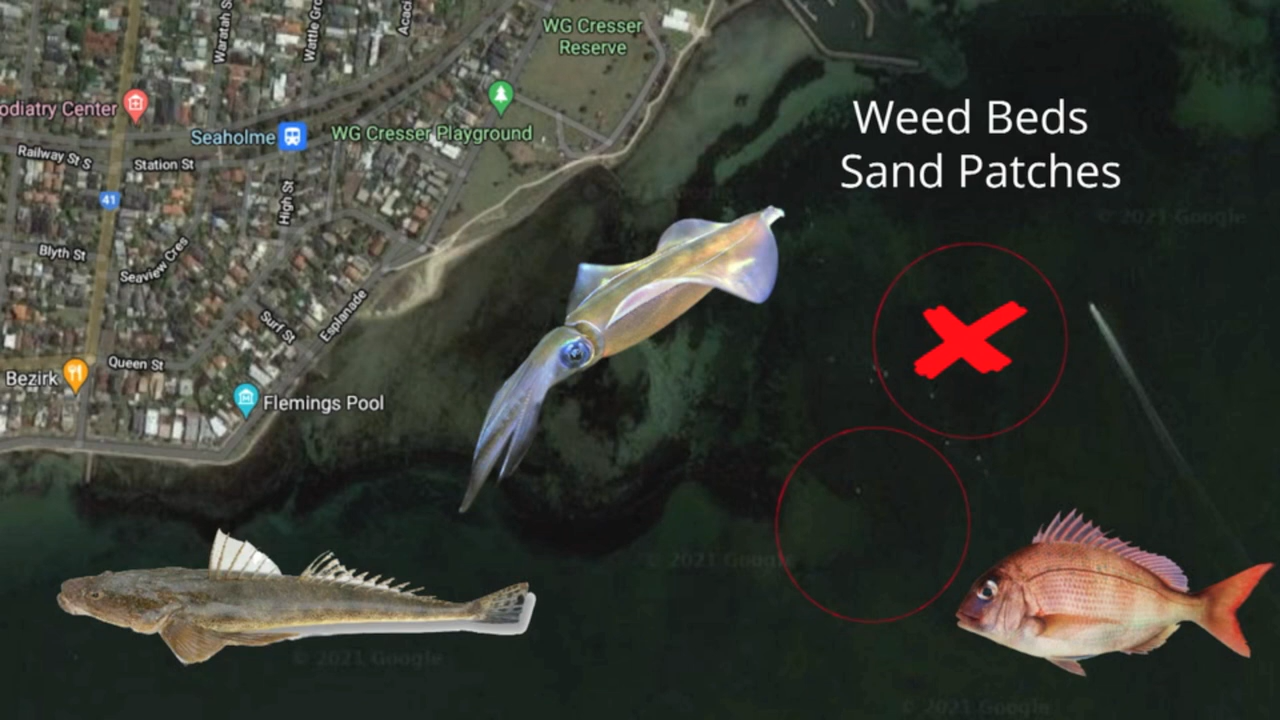 WG Cresser
Reserve
Waratah S
Wattle Gro
Acaci
Weed Beds
Sand Patches
odiatry Center
Seaholme
WG Cresser Playground
Railway St S
Station St
41
High St
© 2021 Google
Blyth St
Seaview Cres
Surf St
Esplanade
Queen St
Bezirk
Flemings Pool
© 2021 Google
© 2021 Google
© 2021 Google